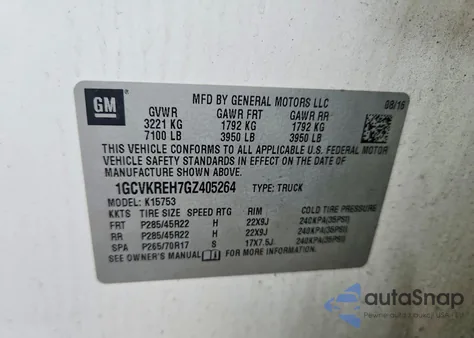 GM
MFD BY GENERAL MOTORS LLC 08/16
GVWR GAWR FRT GAWR RR
3221 KG 1792 KG 1792 KG
7100 LB 3950 LB 3950 LB
THIS VEHICLE CONFORMS TO ALL APPLICABLE U.S. FEDERAL MOTOR
VEHICLE SAFETY STANDARDS IN EFFECT ON THE DATE OF
MANUFACTURE SHOWN ABOVE.
1GCVKREH7GZ405264 TYPE: TRUCK
MODEL: K15753
KKTS TIRE SIZE SPEED RTG RIM COLD TIRE PRESSURE
FRT P285/45R22 H 22X9J 240KPA(35PSI)
RR P285/45R22 H 22X9J 240KPA(35PSI)
SPA P265/70R17 S 17X7.5J 240KPA(35PSI)
SEE OWNER'S MANUAL FOR MORE INFORMATION.
autoSnap